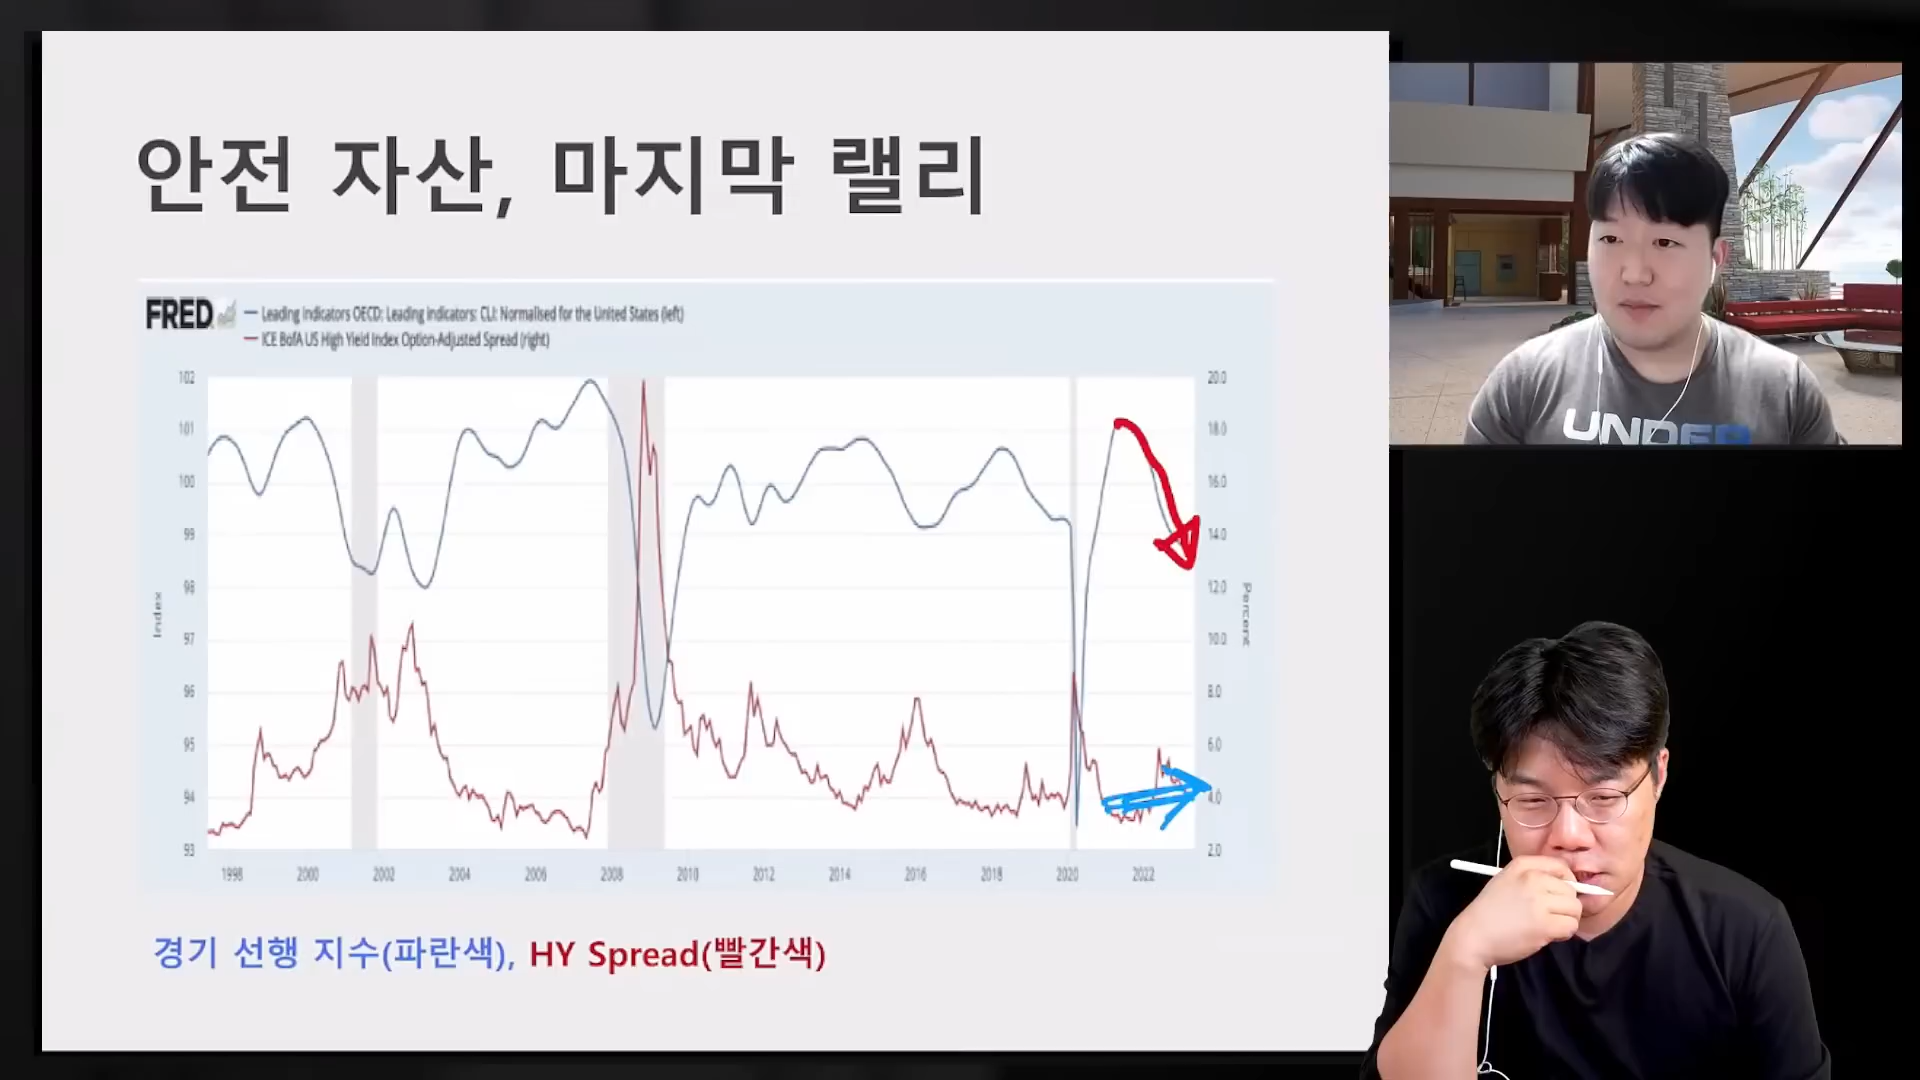 안전 자산, 마지막 랠리
FRED
Leading Indicators OECD: Leading Indicators: CLI: Normalised for the United States (left)
ICE BofA US High Yield Index Option-Adjusted Spread (right)
102
101
100
99
98
97
96
95
94
93
Index
20.0
18.0
16.0
14.0
12.0
10.0
8.0
6.0
4.0
2.0
Percent
1998 2000 2002 2004 2006 2008 2010 2012 2014 2016 2018 2020 2022
경기 선행 지수(파란색), HY Spread(빨간색)
UNDER